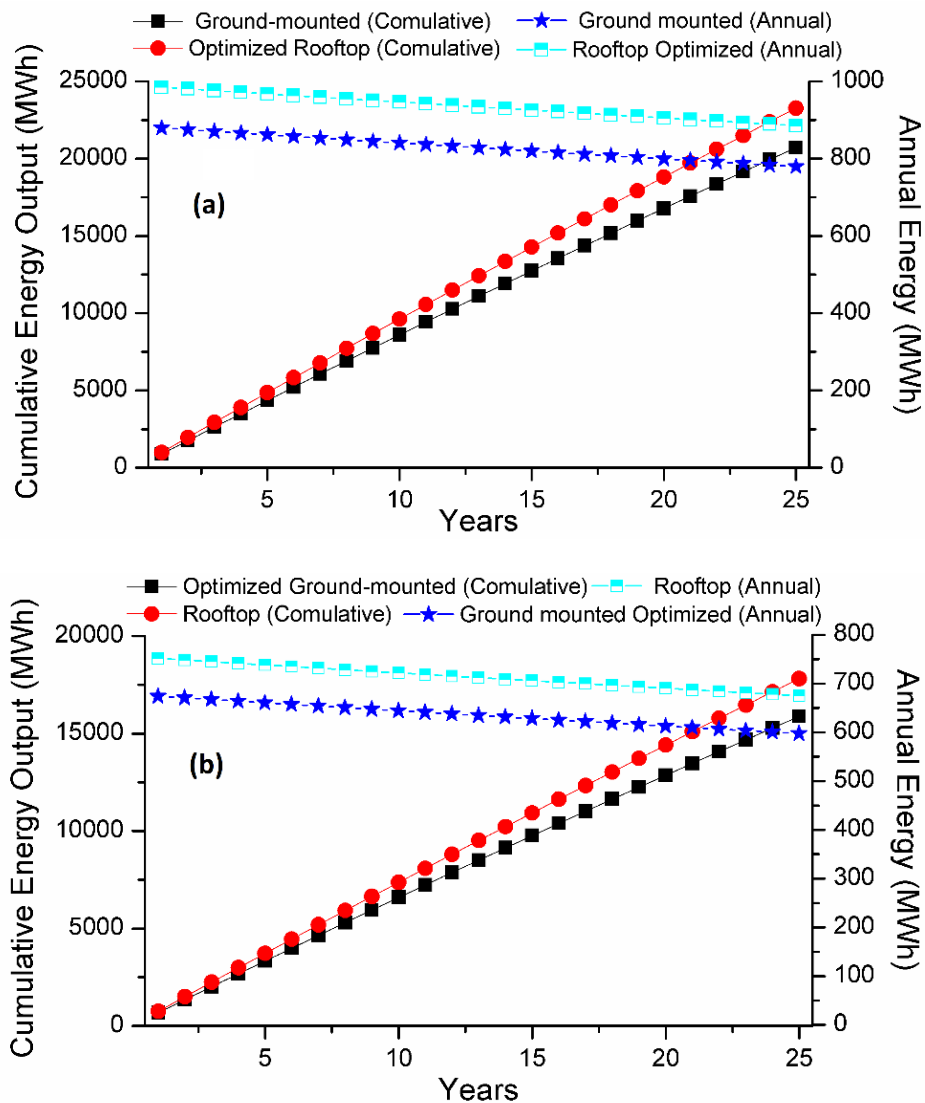 Ground-mounted (Comulative) Ground mounted (Annual)
Optimized Rooftop (Comulative) Rooftop Optimized (Annual)
Cumulative Energy Output (MWh)
25000
20000
15000
10000
5000
0
(a)
1000
800
600
400
200
0
Annual Energy (MWh)
5 10 15 20 25
Years
Optimized Ground-mounted (Comulative) Rooftop (Annual)
Rooftop (Comulative) Ground mounted Optimized (Annual)
Cumulative Energy Output (MWh)
20000
15000
10000
5000
0
(b)
800
700
600
500
400
300
200
100
0
Annual Energy (MWh)
5 10 15 20 25
Years